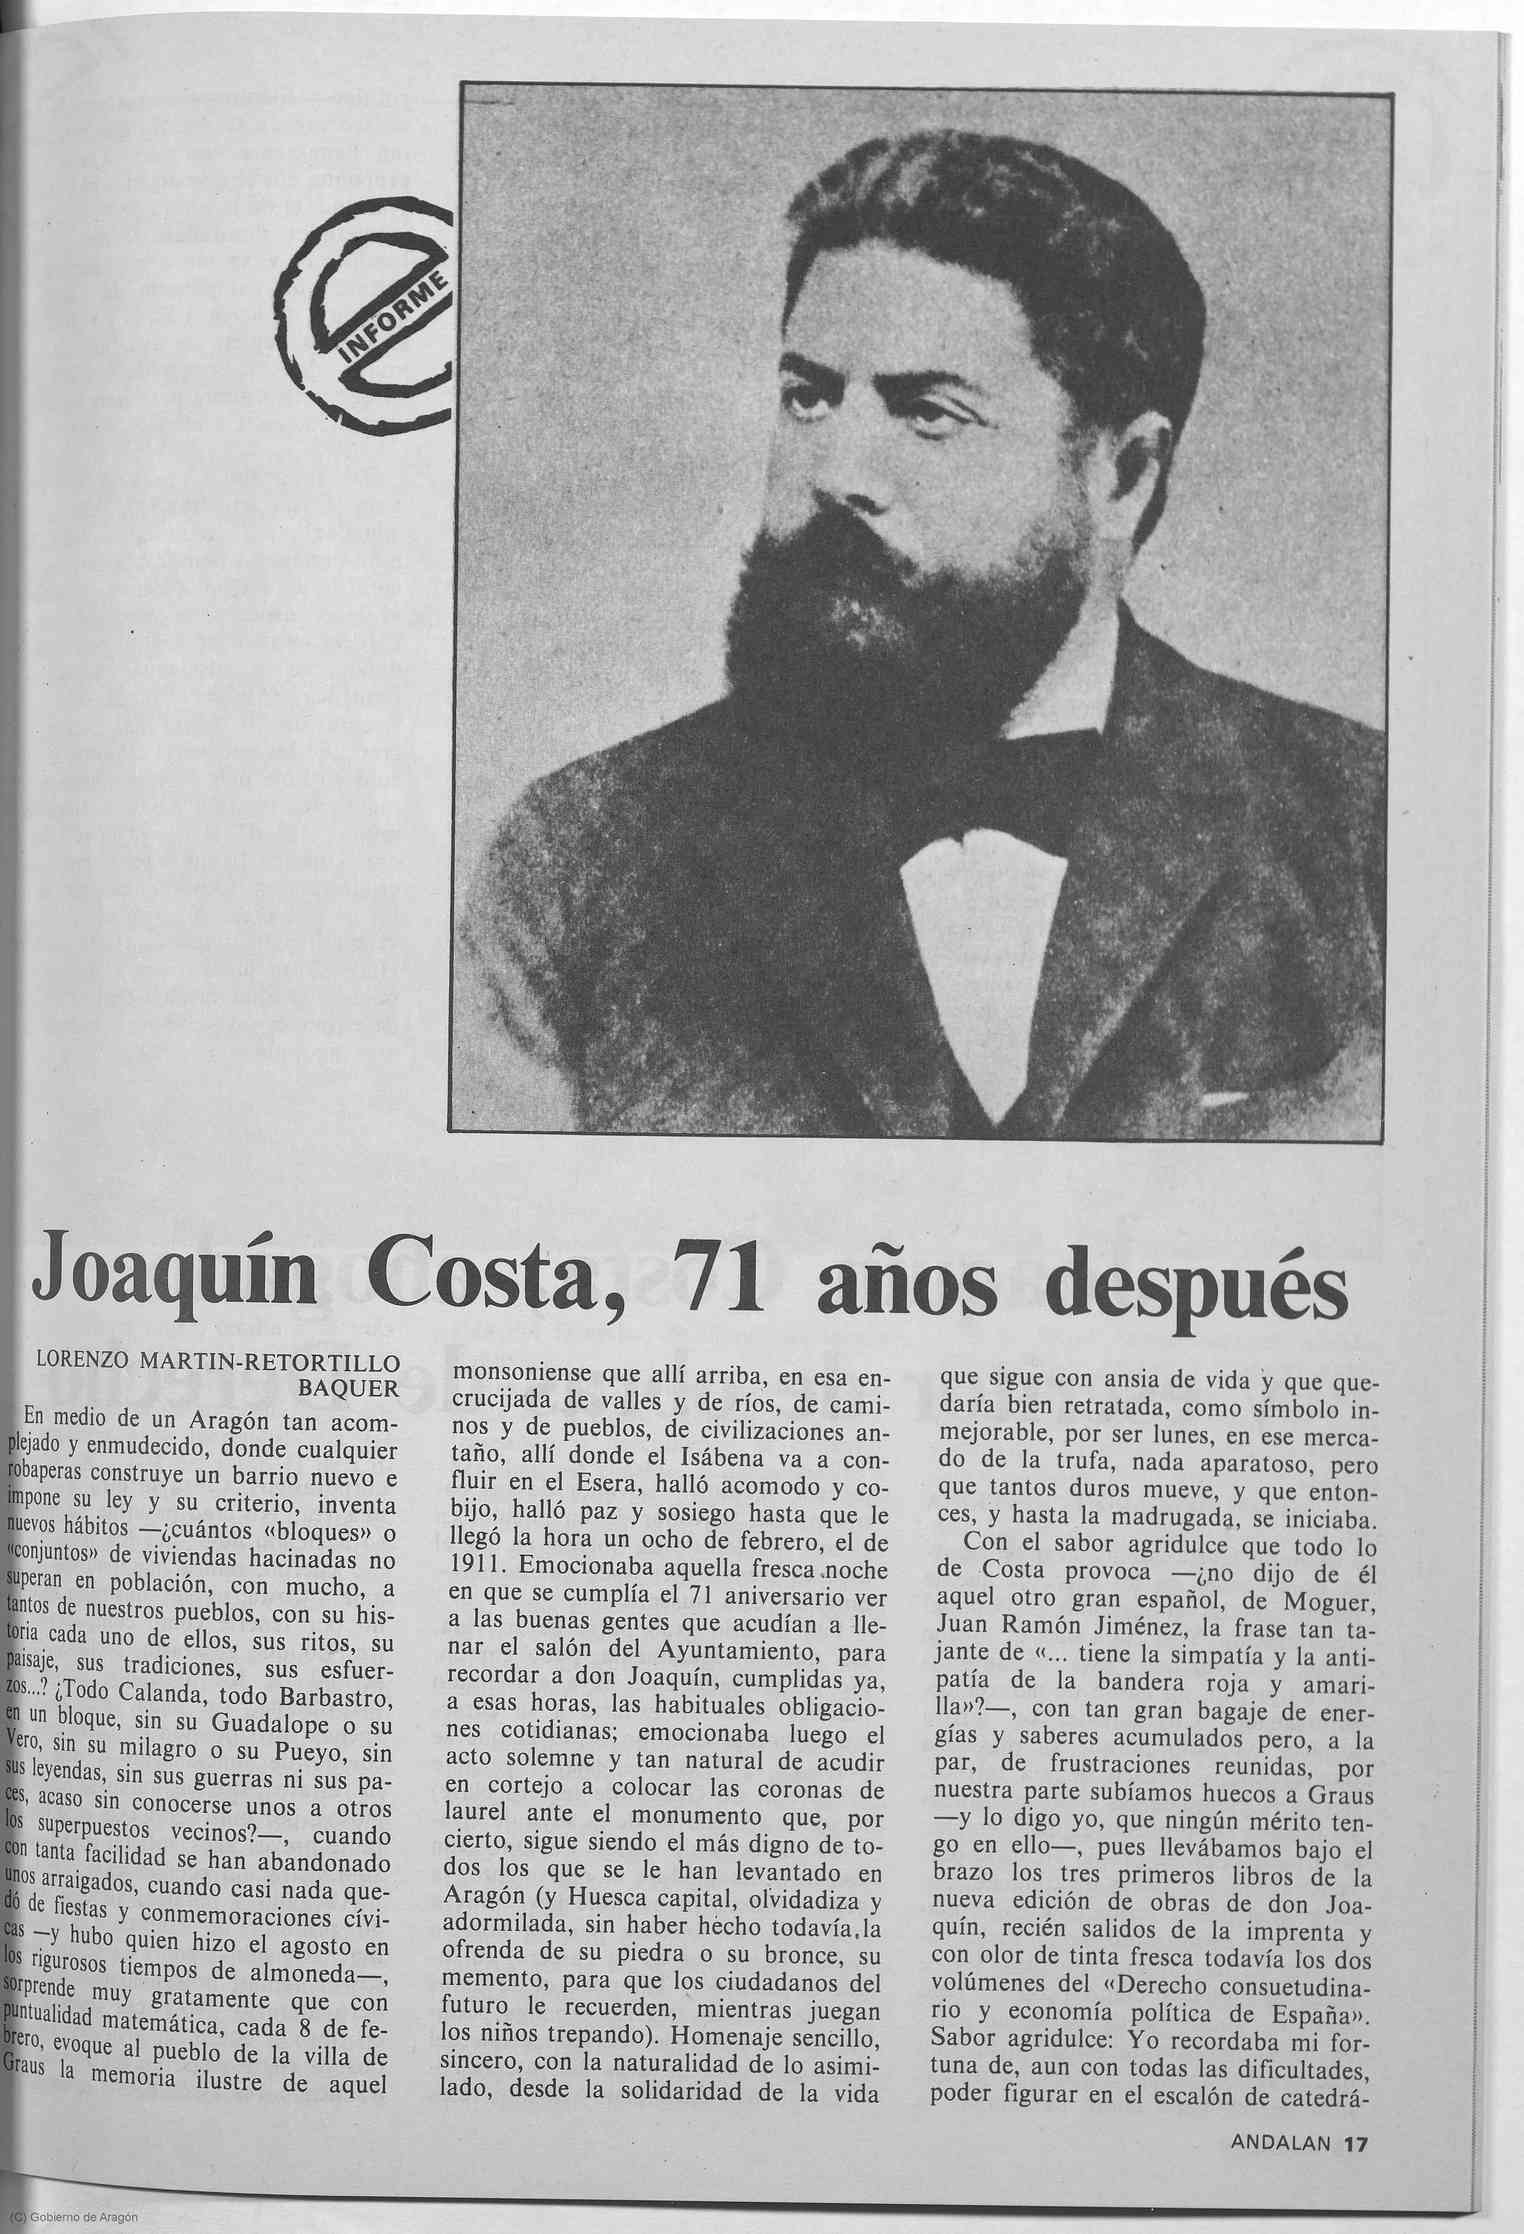 INFORME
Joaquín Costa, 71 años después
LORENZO MARTIN-RETORTILLO
BAQUER
En medio de un Aragón tan acom-
plejado y enmudecido, donde cualquier
robaperas construye un barrio nuevo e
impone su ley y su criterio, inventa
nuevos hábitos —¿cuántos «bloques» o
«conjuntos» de viviendas hacinadas no
superan en población, con mucho, a
tantos de nuestros pueblos, con su his-
toria cada uno de ellos, sus ritos, su
paisaje, sus tradiciones, sus esfuer-
zos...? ¿Todo Calanda, todo Barbastro,
en un bloque, sin su Guadalope o su
Vero, sin su milagro o su Pueyo, sin
sus leyendas, sin sus guerras ni sus pa-
ces, acaso sin conocerse unos a otros
los superpuestos vecinos?—, cuando
con tanta facilidad se han abandonado
unos arraigados, cuando casi nada que-
dó de fiestas y conmemoraciones cívi-
cas —y hubo quien hizo el agosto en
los rigurosos tiempos de almoneda—,
sorprende muy gratamente que con
puntualidad matemática, cada 8 de fe-
brero, evoque al pueblo de la villa de
Graus la memoria ilustre de aquel
monsoniense que allí arriba, en esa en-
crucijada de valles y de ríos, de cami-
nos y de pueblos, de civilizaciones an-
taño, allí donde el Isábena va a con-
fluir en el Esera, halló acomodo y co-
bijo, halló paz y sosiego hasta que le
llegó la hora un ocho de febrero, el de
1911. Emocionaba aquella fresca noche
en que se cumplía el 71 aniversario ver
a las buenas gentes que acudían a lle-
nar el salón del Ayuntamiento, para
recordar a don Joaquín, cumplidas ya,
a esas horas, las habituales obligacio-
nes cotidianas; emocionaba luego el
acto solemne y tan natural de acudir
en cortejo a colocar las coronas de
laurel ante el monumento que, por
cierto, sigue siendo el más digno de to-
dos los que se le han levantado en
Aragón (y Huesca capital, olvidadiza y
adormilada, sin haber hecho todavía la
ofrenda de su piedra o su bronce, su
memento, para que los ciudadanos del
futuro le recuerden, mientras juegan
los niños trepando). Homenaje sencillo,
sincero, con la naturalidad de lo asimi-
lado, desde la solidaridad de la vida
que sigue con ansia de vida y que que-
daría bien retratada, como símbolo in-
mejorable, por ser lunes, en ese merca-
do de la trufa, nada aparatoso, pero
que tantos duros mueve, y que enton-
ces, y hasta la madrugada, se iniciaba.
Con el sabor agridulce que todo lo
de Costa provoca —¿no dijo de él
aquel otro gran español, de Moguer,
Juan Ramón Jiménez, la frase tan ta-
jante de «... tiene la simpatía y la anti-
patía de la bandera roja y amari-
lla»?—, con tan gran bagaje de ener-
gías y saberes acumulados pero, a la
par, de frustraciones reunidas, por
nuestra parte subíamos huecos a Graus
—y lo digo yo, que ningún mérito ten-
go en ello—, pues llevábamos bajo el
brazo los tres primeros libros de la
nueva edición de obras de don Joa-
quín, recién salidos de la imprenta y
con olor de tinta fresca todavía los dos
volúmenes del «Derecho consuetudina-
rio y economía política de España».
Sabor agridulce: Yo recordaba mi for-
tuna de, aun con todas las dificultades,
poder figurar en el escalón de catedrá-
ANDALAN 17
(C) Gobierno de Aragón